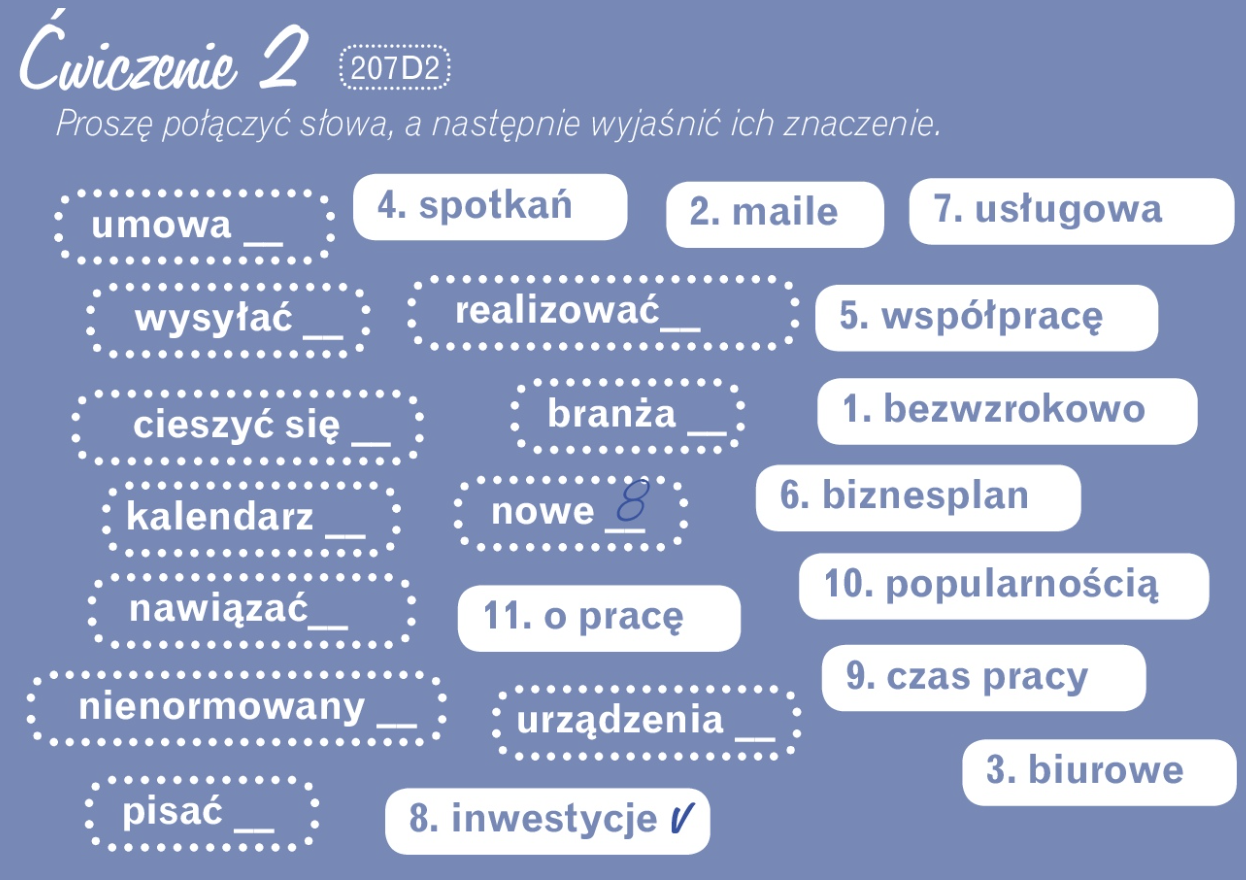 Ćwiczenie 2 207D2
Proszę połączyć słowa, a następnie wyjaśnić ich znaczenie.
umowa __
4. spotkań
2. maile
7. usługowa
wysyłać __
realizować__
5. współpracę
cieszyć się __
branża __
1. bezwzrokowo
kalendarz __
nowe 8
6. biznesplan
nawiązać__
11. o pracę
10. popularnością
nienormowany __
urządzenia __
9. czas pracy
3. biurowe
pisać __
8. inwestycje ✓